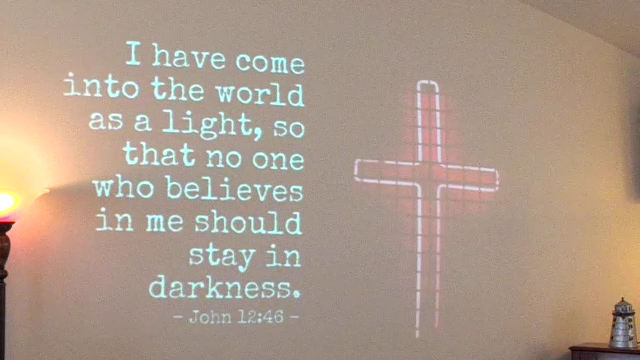 I have come
into the world
as a light, so
that no one
who believes
in me should
stay in
darkness.
– John 12:46 –